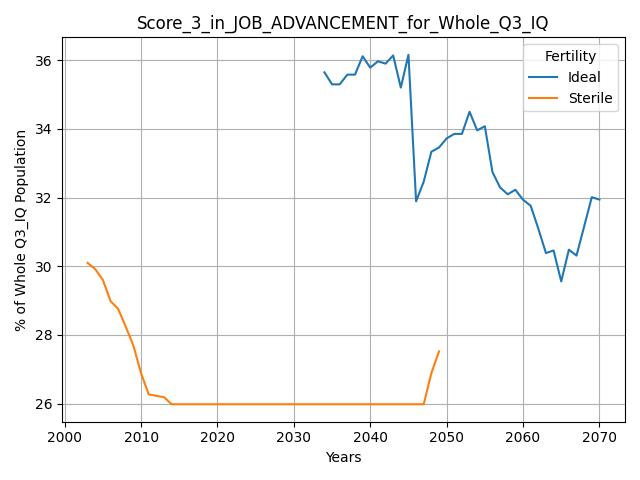 Score_3_in_JOB_ADVANCEMENT_for_Whole_Q3_IQ
% of Whole Q3_IQ Population
36
34
32
30
28
26
Fertility
Ideal
Sterile
2000 2010 2020 2030 2040 2050 2060 2070
Years